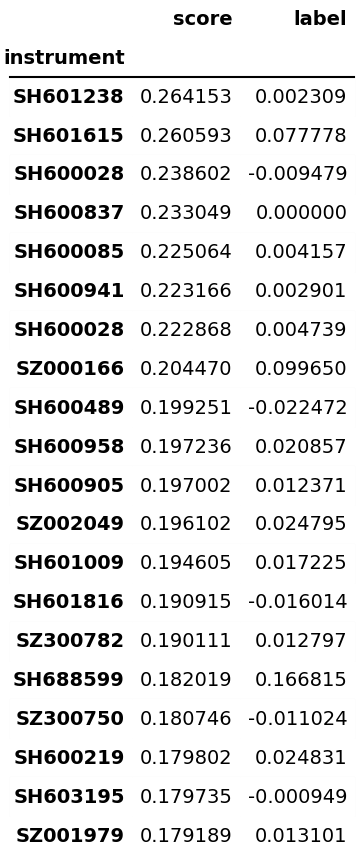 score label
instrument
SH601238 0.264153 0.002309
SH601615 0.260593 0.077778
SH600028 0.238602 -0.009479
SH600837 0.233049 0.000000
SH600085 0.225064 0.004157
SH600941 0.223166 0.002901
SH600028 0.222868 0.004739
SZ000166 0.204470 0.099650
SH600489 0.199251 -0.022472
SH600958 0.197236 0.020857
SH600905 0.197002 0.012371
SZ002049 0.196102 0.024795
SH601009 0.194605 0.017225
SH601816 0.190915 -0.016014
SZ300782 0.190111 0.012797
SH688599 0.182019 0.166815
SZ300750 0.180746 -0.011024
SH600219 0.179802 0.024831
SH603195 0.179735 -0.000949
SZ001979 0.179189 0.013101